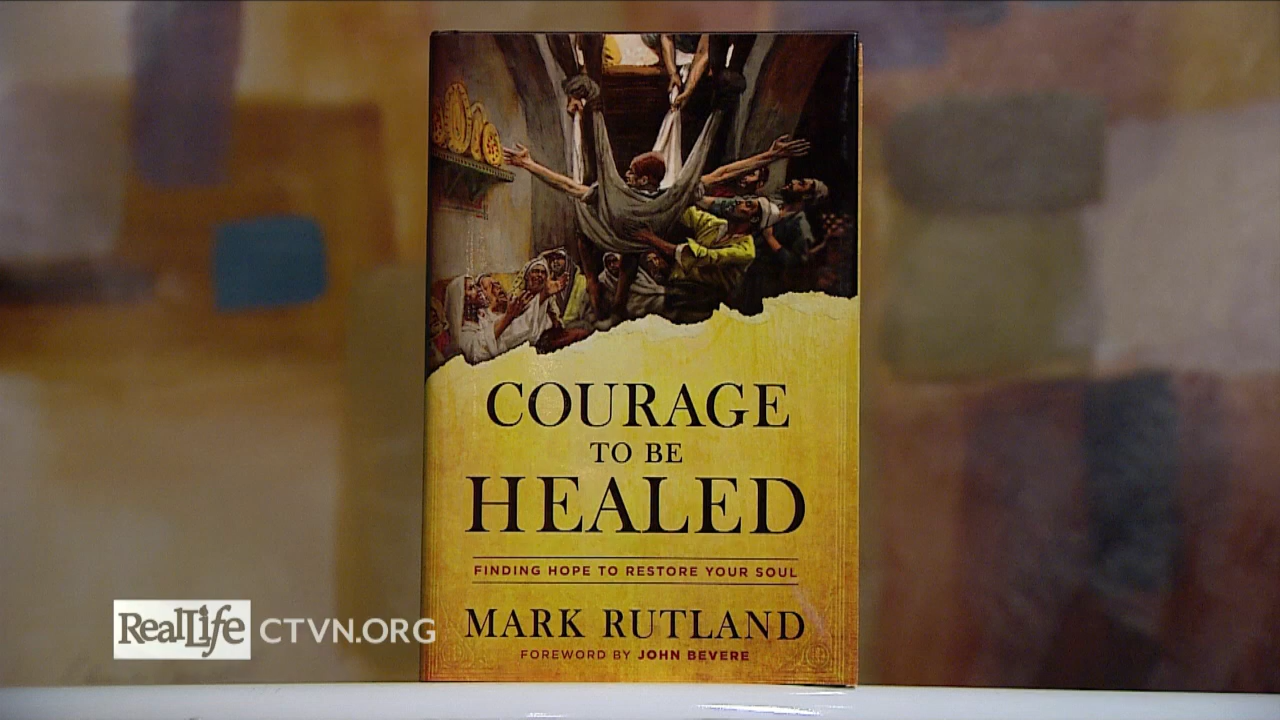 COURAGE
TO BE
HEALED
FINDING HOPE TO RESTORE YOUR SOUL
MARK RUTLAND
FOREWORD BY JOHN BEVERE
RealLife CTVN.ORG